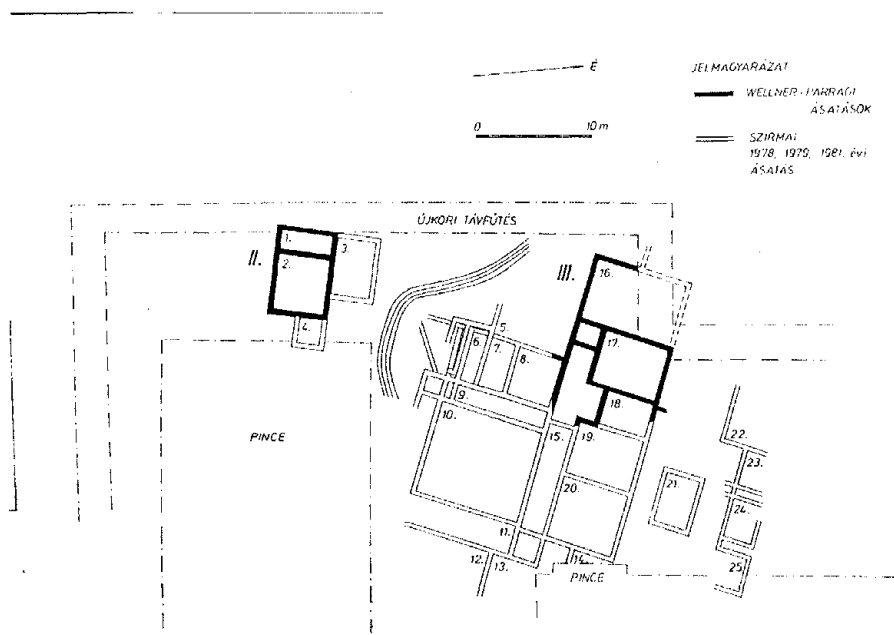 É
0 10 m
JELMAGYARÁZAT
WELLNER-PARRAGI
ÁSATÁSOK
SZIRMAI
1978, 1979, 1981. évi
ÁSATÁS
ÚJKORI TÁVFŰTÉS
II.
1.
2.
3.
4.
III.
16.
17.
18.
5.
6.
7.
8.
9.
10.
15.
19.
20.
21.
22.
23.
24.
25.
11.
12.
13.
14.
PINCE
PINCE